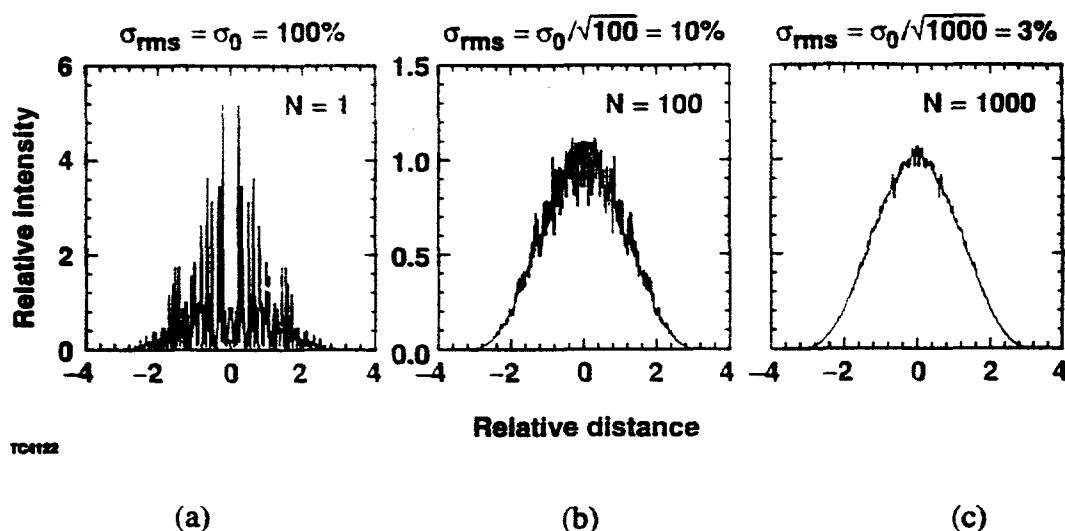 σrms = σ0 = 100%
σrms = σ0/√100 = 10%
σrms = σ0/√1000 = 3%
Relative intensity
6
4
2
0
N = 1
−4 −2 0 2 4
1.5
1.0
0.5
0.0
N = 100
−4 −2 0 2 4
N = 1000
−4 −2 0 2 4
Relative distance
TC4122
(a) (b) (c)